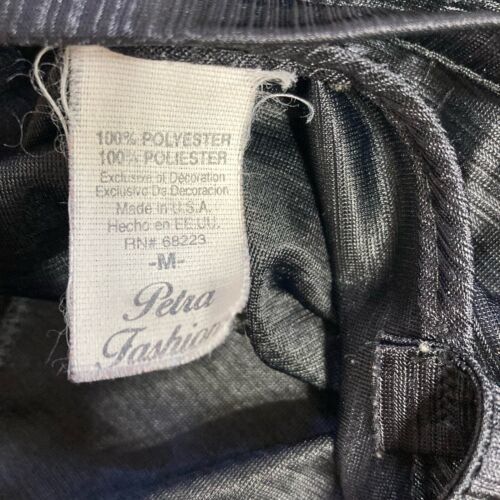 100% POLYESTER
100% POLIESTER
Exclusive of Decoration
Exclusivo De Decoracion
Made in U.S.A.
Hecho en EE.UU.
RN# 68223
-M-
Petra
Fashions